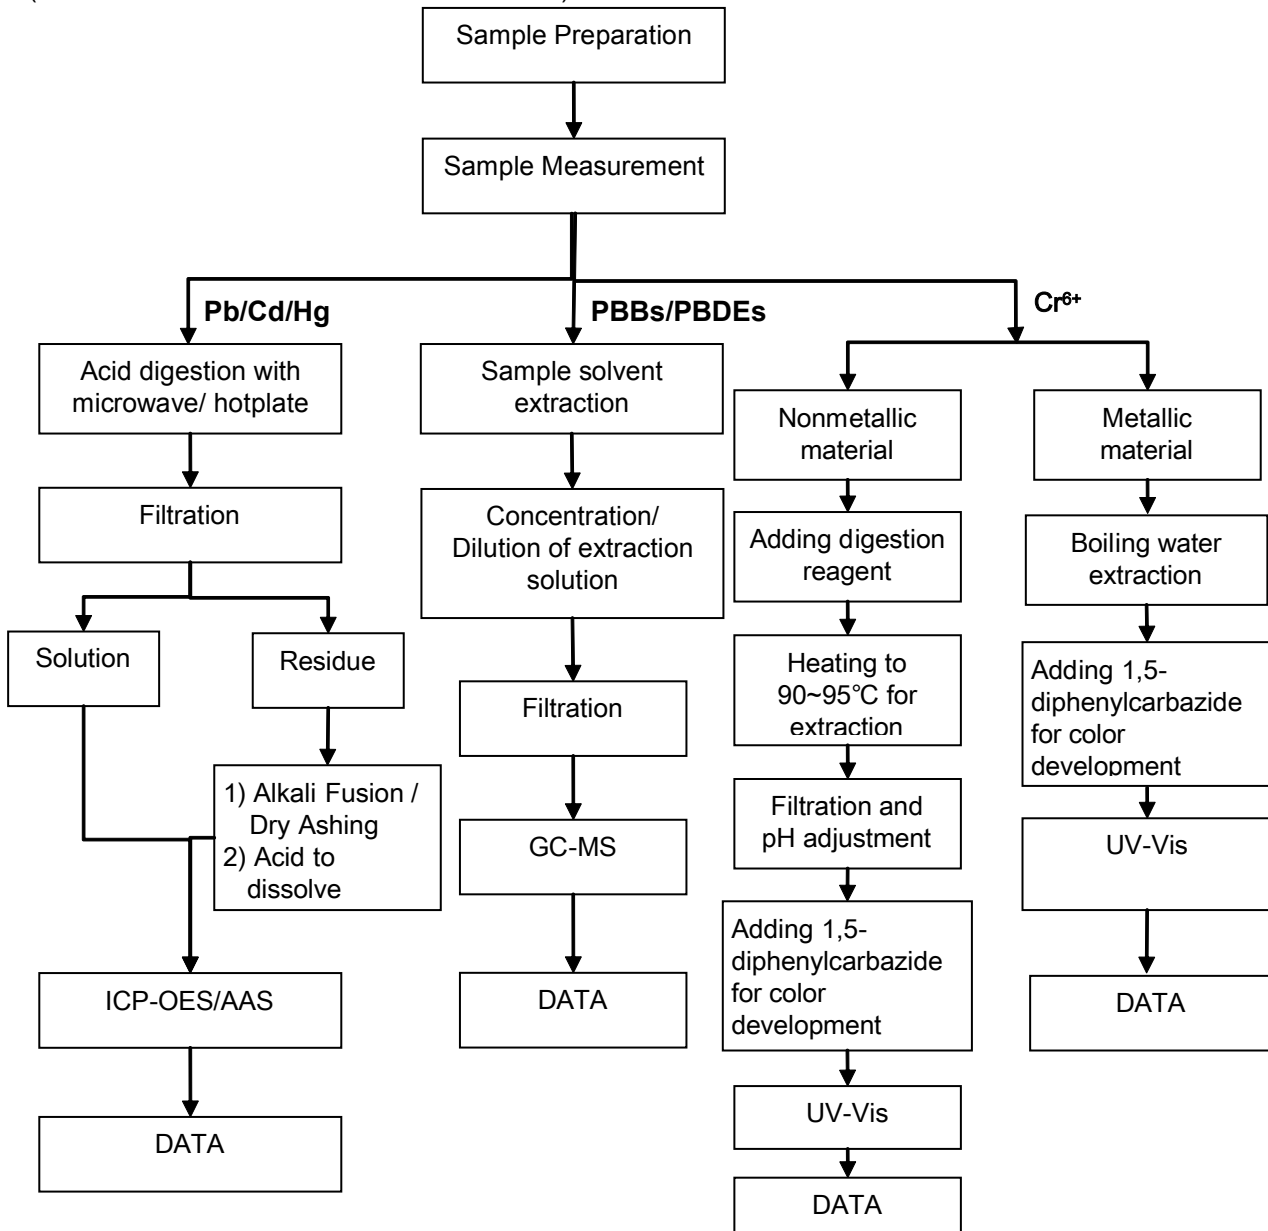 Sample Preparation
Sample Measurement
Pb/Cd/Hg
PBBs/PBDEs
Cr⁶⁺
Acid digestion with
microwave/ hotplate
Filtration
Solution
Residue
1) Alkali Fusion /
Dry Ashing
2) Acid to
dissolve
ICP-OES/AAS
DATA
Sample solvent
extraction
Concentration/
Dilution of extraction
solution
Filtration
GC-MS
DATA
Nonmetallic
material
Adding digestion
reagent
Heating to
90~95℃ for
extraction
Filtration and
pH adjustment
Adding 1,5-
diphenylcarbazide
for color
development
UV-Vis
DATA
Metallic
material
Boiling water
extraction
Adding 1,5-
diphenylcarbazide
for color
development
UV-Vis
DATA